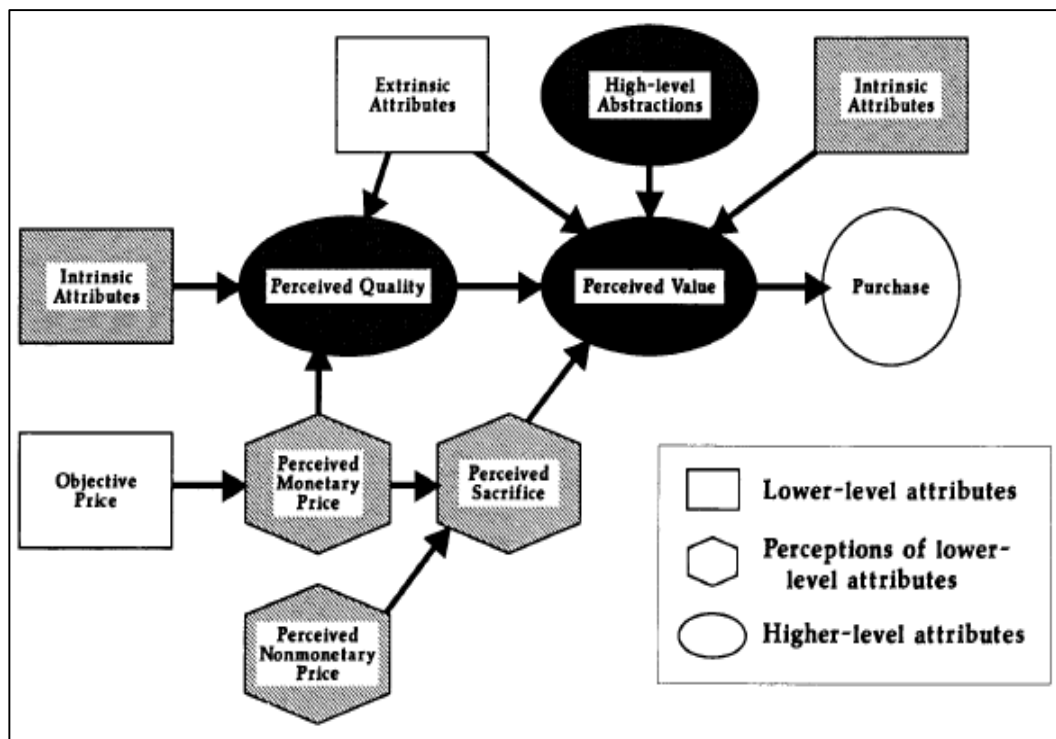 Extrinsic
Attributes
High-level
Abstractions
Intrinsic
Attributes
Intrinsic
Attributes
Perceived Quality
Perceived Value
Purchase
Objective
Price
Perceived
Monetary
Price
Perceived
Sacrifice
Perceived
Nonmonetary
Price
Lower-level attributes
Perceptions of lower-
level attributes
Higher-level attributes